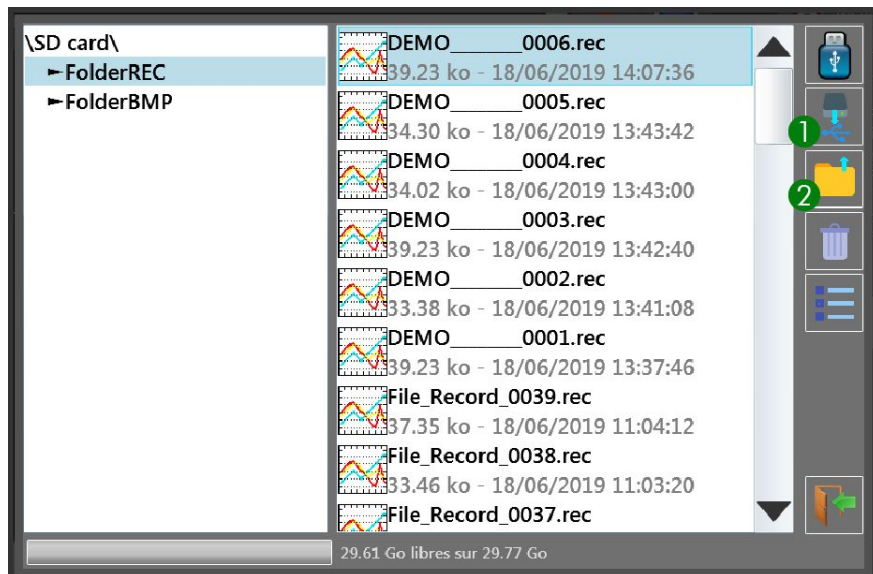 \SD card\
►FolderREC
►FolderBMP
DEMO_______0006.rec
39.23 ko - 18/06/2019 14:07:36
DEMO_______0005.rec
34.30 ko - 18/06/2019 13:43:42
DEMO_______0004.rec
34.02 ko - 18/06/2019 13:43:00
DEMO_______0003.rec
39.23 ko - 18/06/2019 13:42:40
DEMO_______0002.rec
33.38 ko - 18/06/2019 13:41:08
DEMO_______0001.rec
39.23 ko - 18/06/2019 13:37:46
File_Record_0039.rec
37.35 ko - 18/06/2019 11:04:12
File_Record_0038.rec
33.46 ko - 18/06/2019 11:03:20
File_Record_0037.rec
1
2
29.61 Go libres sur 29.77 Go